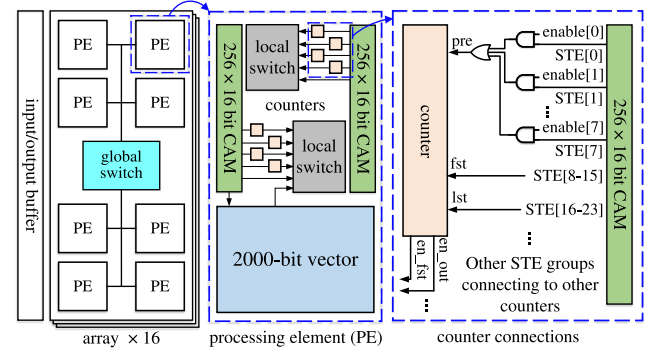 input/output buffer
PE
PE
PE
PE
global
switch
PE
PE
PE
PE
array × 16
256 × 16 bit CAM
local
switch
counters
256 × 16 bit CAM
local
switch
2000-bit vector
processing element (PE)
pre
enable[0]
STE[0]
enable[1]
STE[1]
...
enable[7]
STE[7]
counter
fst
STE[8-15]
lst
STE[16-23]
...
en_fst
en_out
...
256 × 16 bit CAM
Other STE groups
connecting to other
counters
counter connections